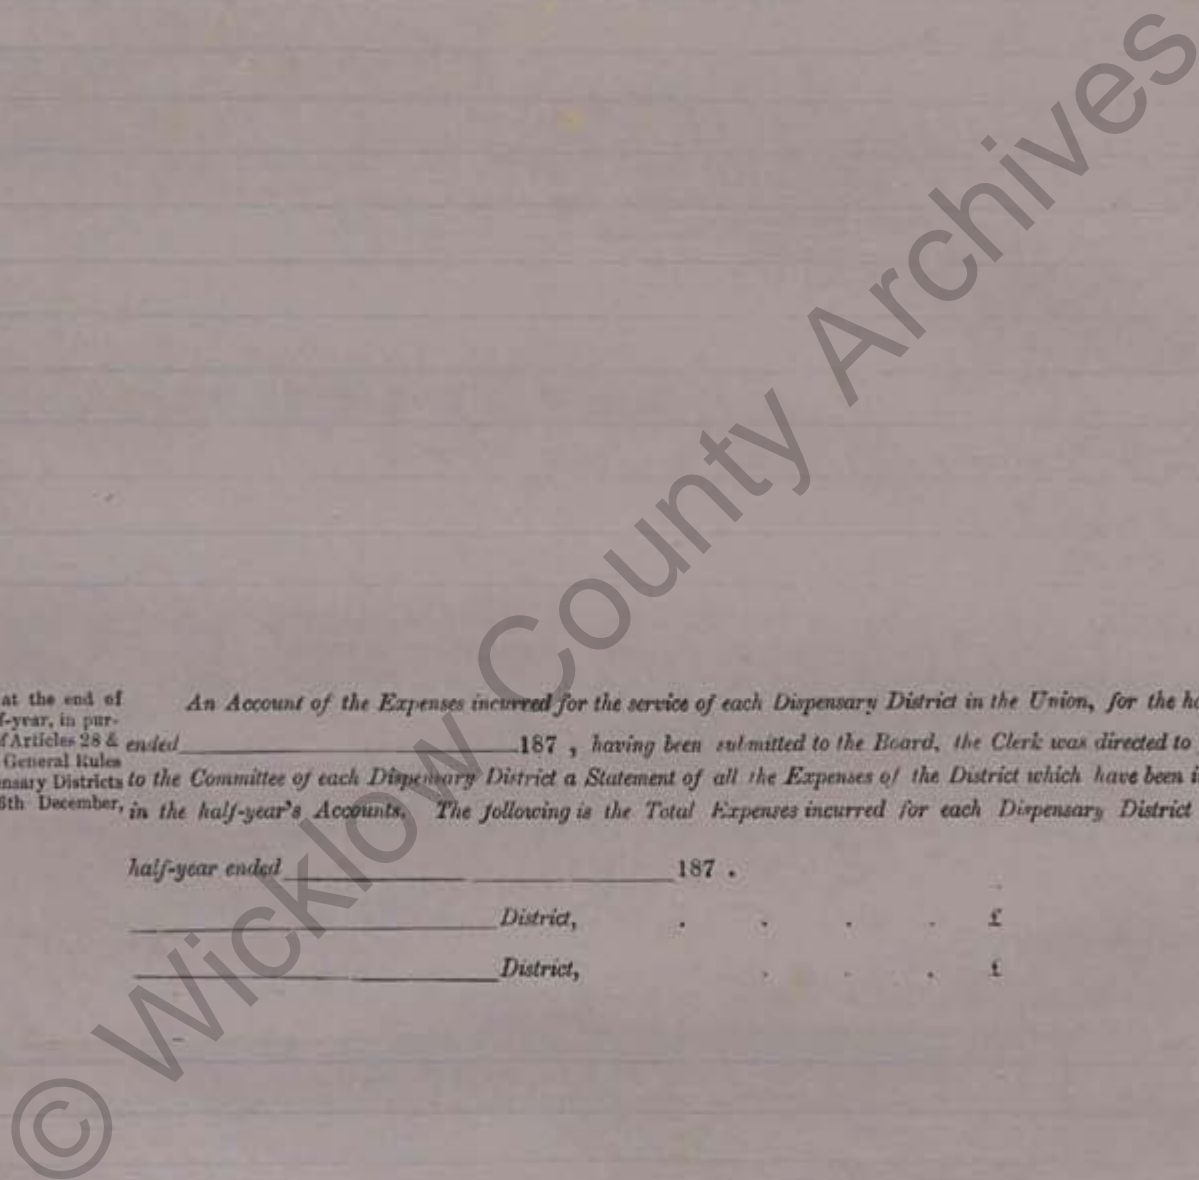 at the end of
f-year, in pur-
f Articles 28 &
General Rules
ensary Districts
6th December,
An Account of the Expenses incurred for the service of each Dispensary District in the Union, for the ha
ended 187 , having been submitted to the Board, the Clerk was directed to
to the Committee of each Dispensary District a Statement of all the Expenses of the District which have been i
in the half-year's Accounts. The following is the Total Expenses incurred for each Dispensary District
half-year ended 187 .
District, . . . . £
District, . . . £
© Wicklow County Archives